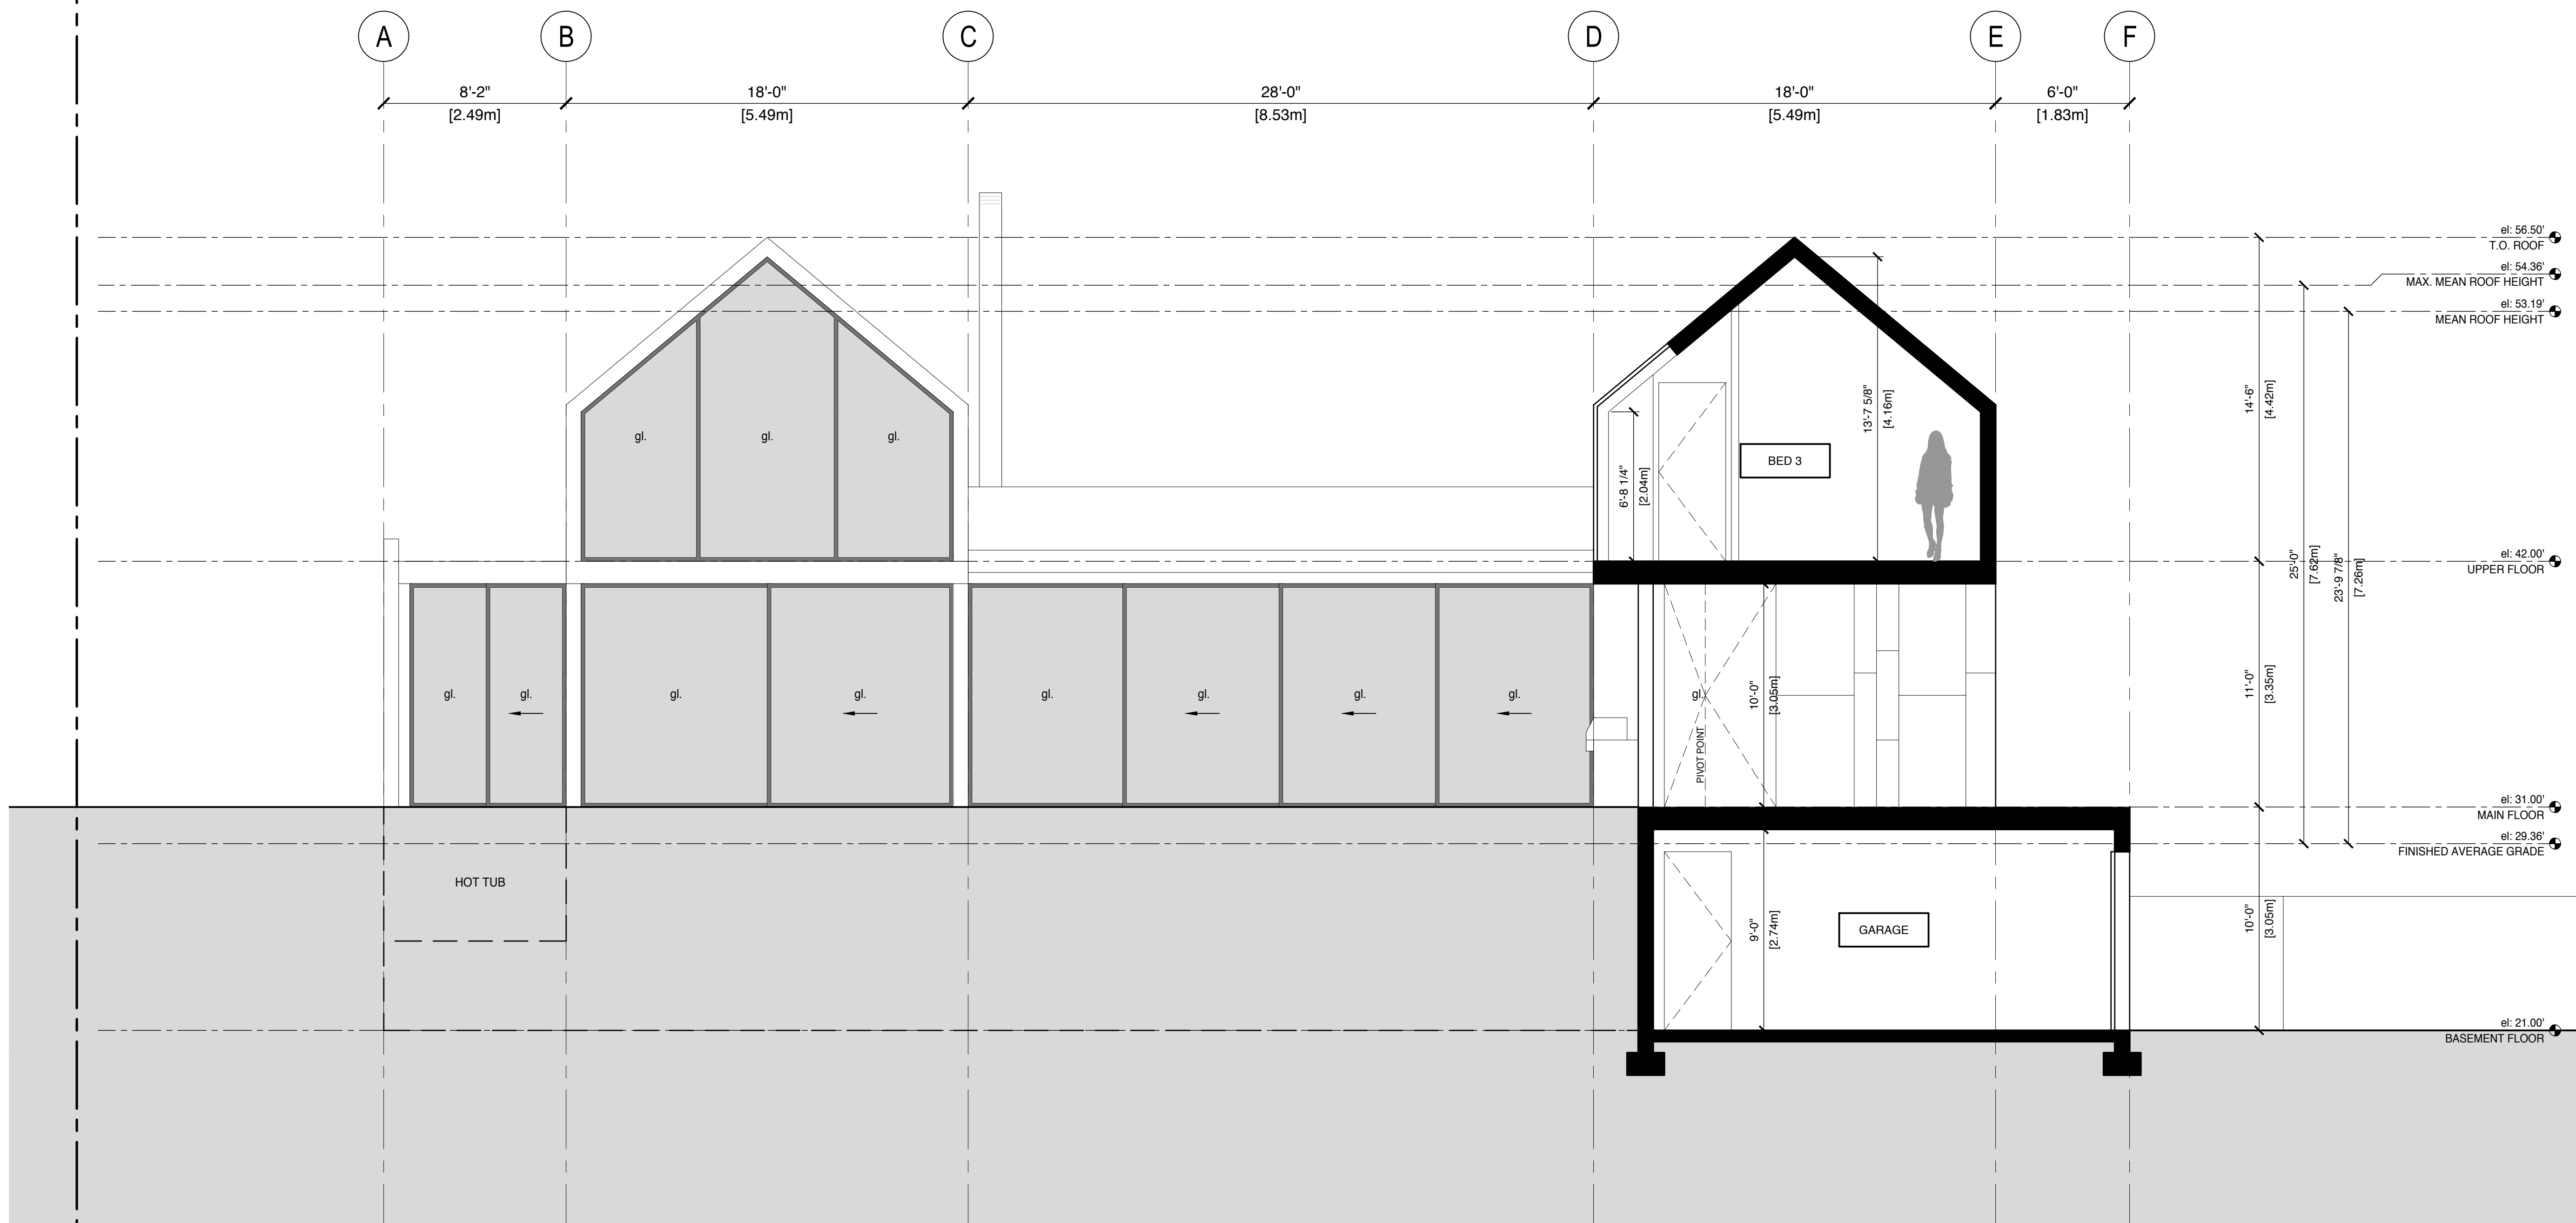 A B C D E F
8'-2" 18'-0" 28'-0" 18'-0" 6'-0"
[2.49m] [5.49m] [8.53m] [5.49m] [1.83m]
el: 56.50'
T.O. ROOF
el: 54.36'
MAX. MEAN ROOF HEIGHT
el: 53.19'
MEAN ROOF HEIGHT
14'-6"
[4.42m]
13'-7 5/8"
[4.16m]
gl. gl. gl.
BED 3
6'-8 1/4"
[2.04m]
el: 42.00'
UPPER FLOOR
25'-0"
[7.62m]
23'-9 7/8"
[7.26m]
gl. gl. gl. gl. gl. gl. gl. gl. gl.
10'-0"
[3.05m]
PIVOT POINT
11'-0"
[3.35m]
el: 31.00'
MAIN FLOOR
el: 29.36'
FINISHED AVERAGE GRADE
HOT TUB
9'-0"
[2.74m]
GARAGE
10'-0"
[3.05m]
el: 21.00'
BASEMENT FLOOR